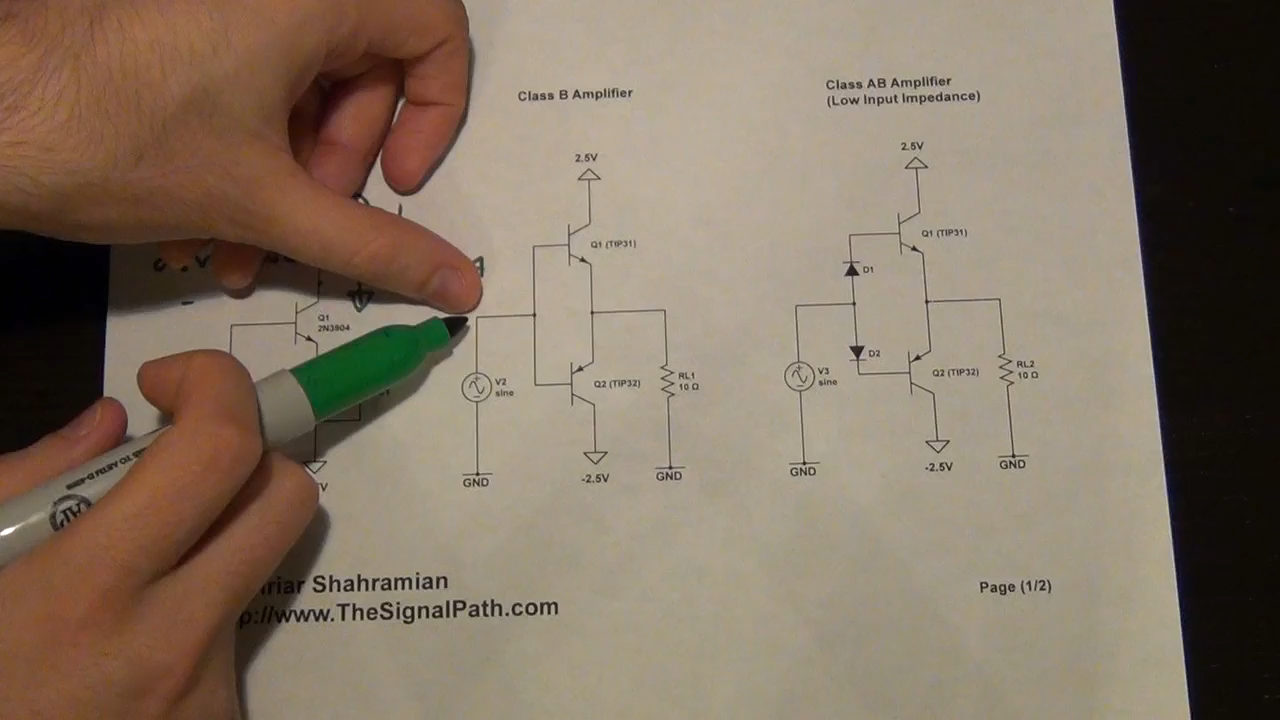 Class B Amplifier
Class AB Amplifier
(Low Input Impedance)
2.5V
2.5V
Q1 (TIP31)
Q1 (TIP31)
D1
Q1
2N3904
D2
V2
sine
Q2 (TIP32)
RL1
10 Ω
V3
sine
Q2 (TIP32)
RL2
10 Ω
GND
-2.5V
GND
GND
-2.5V
GND
V
riar Shahramian
p://www.TheSignalPath.com
Page (1/2)